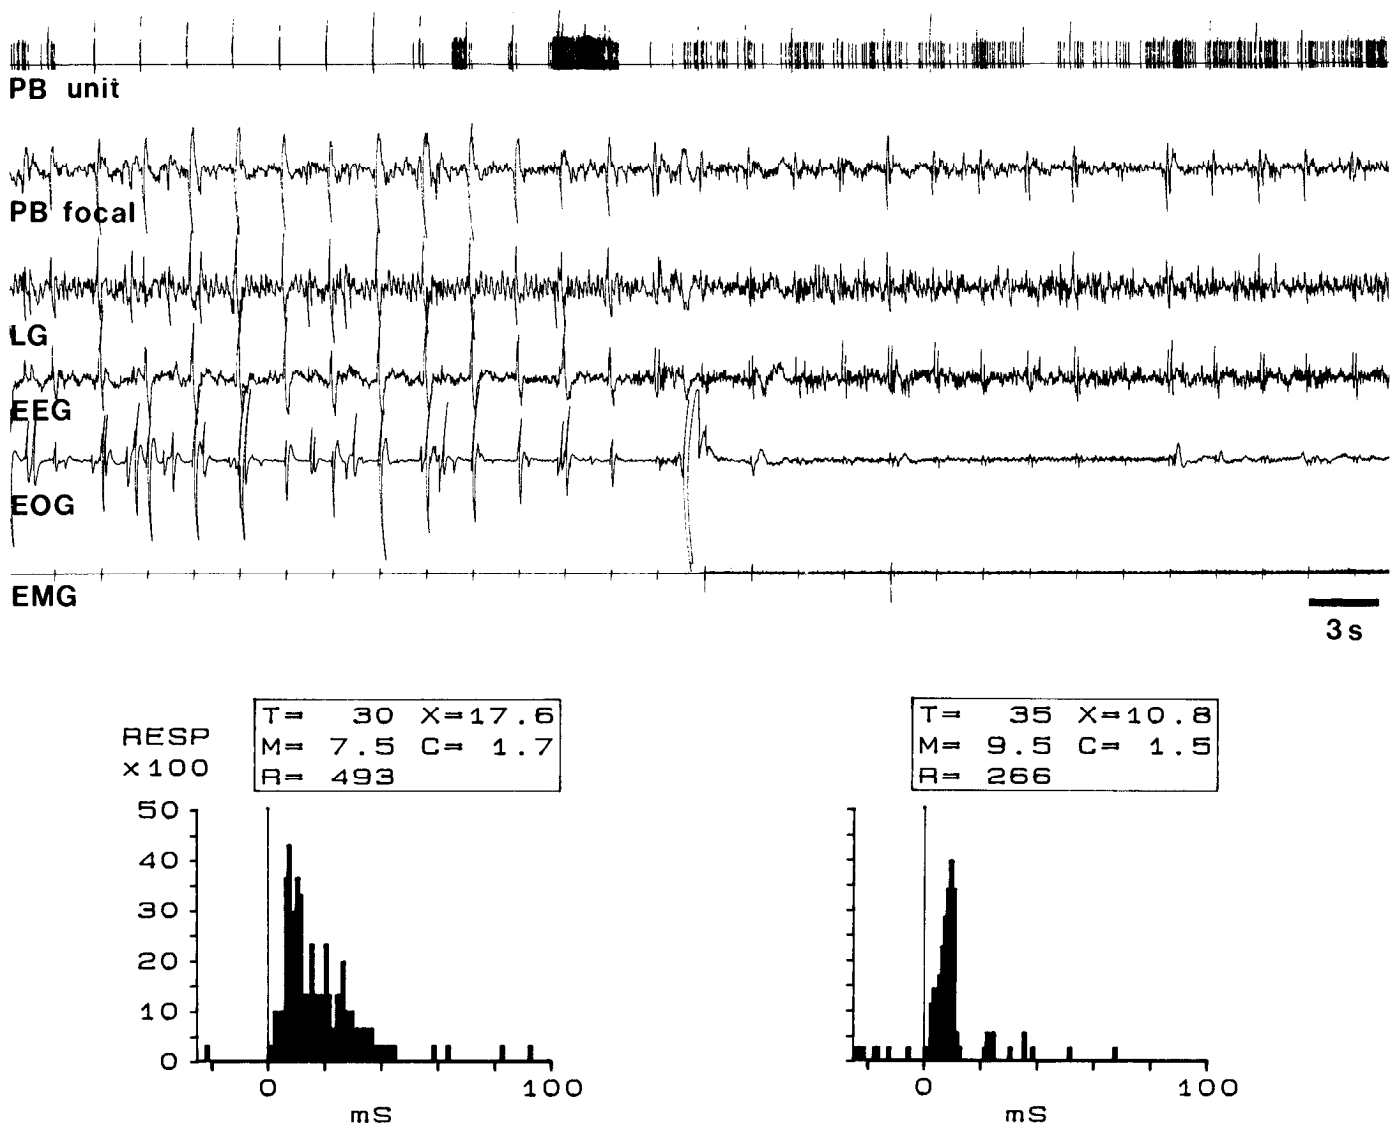 PB unit
PB focal
LG
EEG
EOG
EMG
3 s
T= 30 X=17.6
M= 7.5 C= 1.7
R= 493
RESP
x100
50
40
30
20
10
0
0 100
mS
T= 35 X=10.8
M= 9.5 C= 1.5
R= 266
0 100
mS